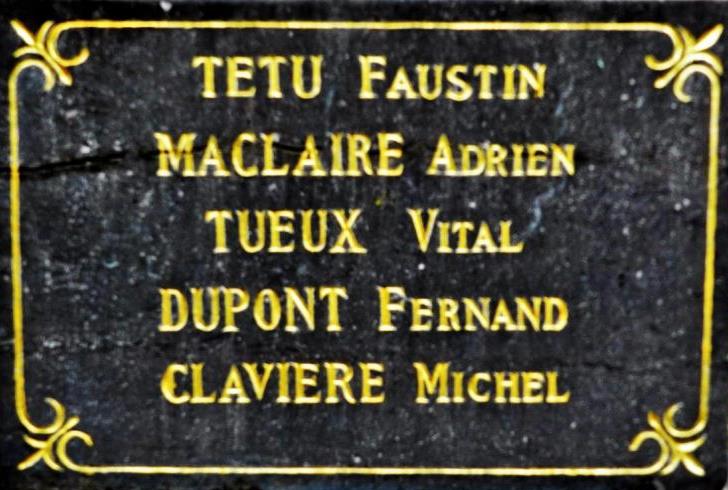 TETU FAUSTIN
MACLAIRE ADRIEN
TUEUX VITAL
DUPONT FERNAND
CLAVIERE MICHEL